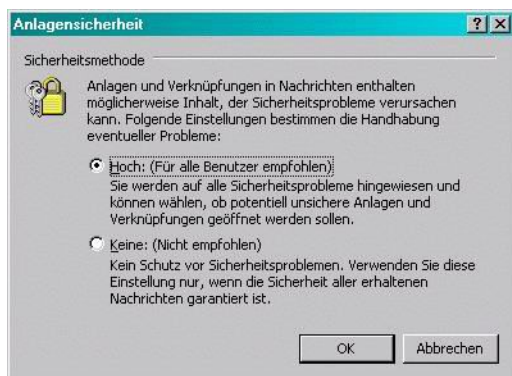 Anlagensicherheit
Sicherheitsmethode
Anlagen und Verknüpfungen in Nachrichten enthalten
möglicherweise Inhalt, der Sicherheitsprobleme verursachen
kann. Folgende Einstellungen bestimmen die Handhabung
eventueller Probleme:
Hoch: (Für alle Benutzer empfohlen)
Sie werden auf alle Sicherheitsprobleme hingewiesen und
können wählen, ob potentiell unsichere Anlagen und
Verknüpfungen geöffnet werden sollen.
Keine: (Nicht empfohlen)
Kein Schutz vor Sicherheitsproblemen. Verwenden Sie diese
Einstellung nur, wenn die Sicherheit aller erhaltenen
Nachrichten garantiert ist.
OK Abbrechen